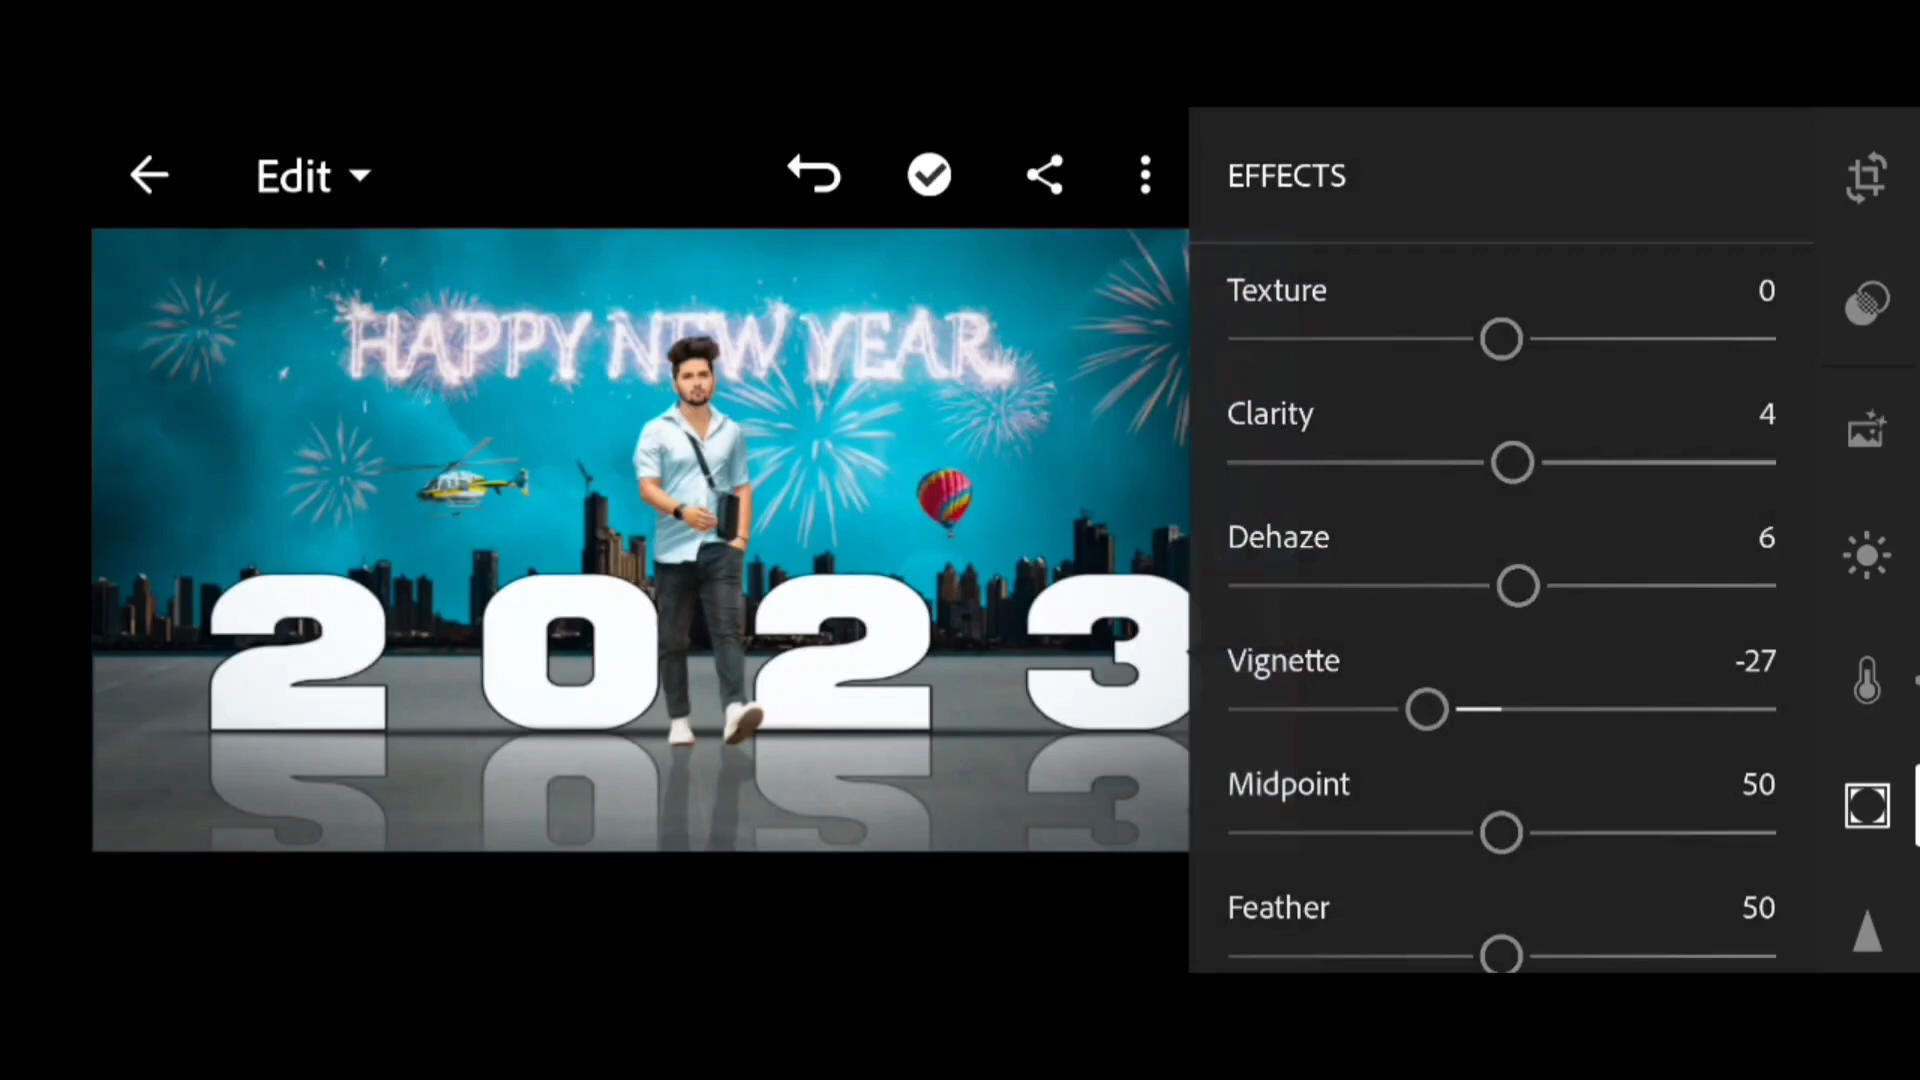 Edit
EFFECTS
HAPPY NEW YEAR
2023
Texture 0
Clarity 4
Dehaze 6
Vignette -27
Midpoint 50
Feather 50